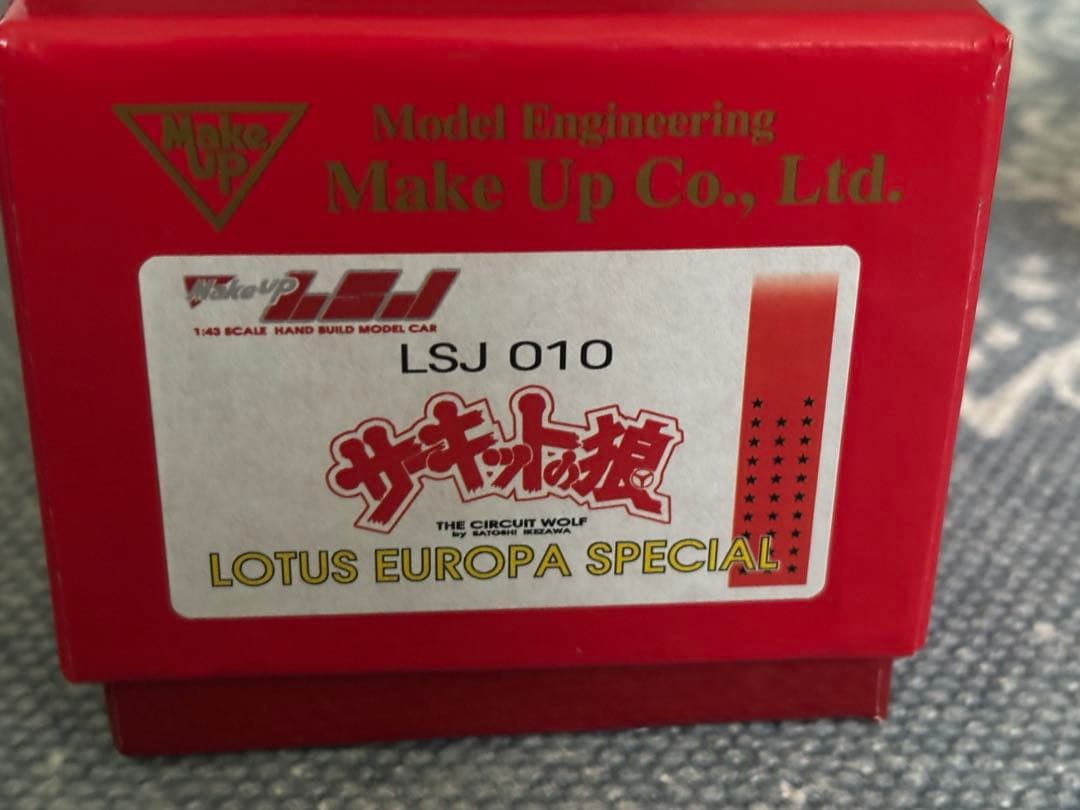 Make
Up
Model Engineering
Make Up Co., Ltd.
Make up LSJ
1:43 SCALE HAND BUILD MODEL CAR
LSJ 010
サーキットの狼
THE CIRCUIT WOLF
by SATOSHI IKEZAWA
LOTUS EUROPA SPECIAL